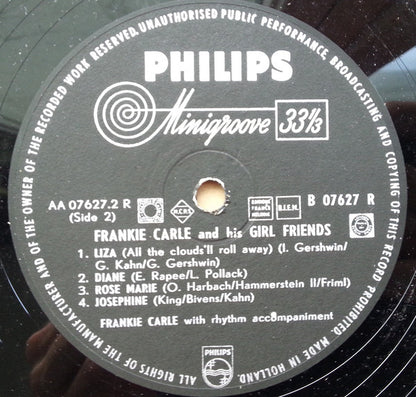 ALL RIGHTS OF THE MANUFACTURER AND OF THE OWNER OF THE RECORDED WORK RESERVED. UNAUTHORISED PUBLIC PERFORMANCE, BROADCASTING AND COPYING OF THIS RECORD PROHIBITED. MADE IN HOLLAND.
PHILIPS
Minigroove 33⅓
AA 07627.2 R
(Side 2)
B.I.E.M.
B 07627 R
FRANKIE CARLE and his GIRL FRIENDS
1. LIZA (All the clouds'll roll away) (I. Gershwin/
G. Kahn/G. Gershwin)
2. DIANE (E. Rapee/L. Pollack)
3. ROSE MARIE (O. Harbach/Hammerstein II/Friml)
4. JOSEPHINE (King/Bivens/Kahn)
FRANKIE CARLE with rhythm accompaniment
PHILIPS